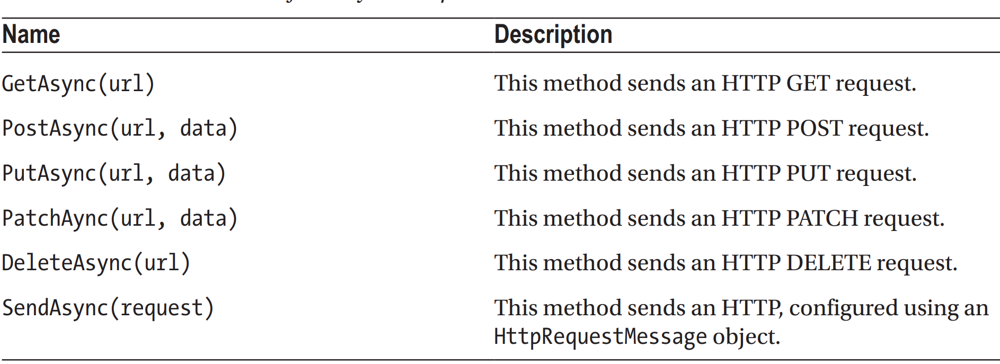 Name Description
GetAsync(url) This method sends an HTTP GET request.
PostAsync(url, data) This method sends an HTTP POST request.
PutAsync(url, data) This method sends an HTTP PUT request.
PatchAync(url, data) This method sends an HTTP PATCH request.
DeleteAsync(url) This method sends an HTTP DELETE request.
SendAsync(request) This method sends an HTTP, configured using an
HttpRequestMessage object.